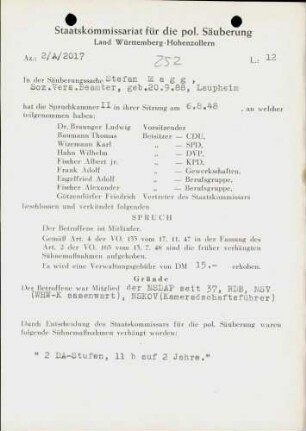 Staatskommissariat für die pol. Säuberung
Land Württemberg-Hohenzollern
Az.: 2/A/2017
252
L: 12
In der Säuberungssache Stefan Magg,
Soz.Vers.Beamter, geb.20.9.88, Laupheim
hat die Spruchkammer II in ihrer Sitzung am 6.8.48, an welcher
teilgenommen haben:
Dr. Braunger Ludwig Vorsitzender
Baumann Thomas Beisitzer — CDU,
Wizemann Karl „ — SPD,
Hahn Wilhelm „ — DVP,
Fischer Albert jr. „ — KPD,
Frank Adolf „ — Gewerkschaften,
Engelfried Adolf „ — Berufsgruppe,
Fischer Alexander „ — Berufsgruppe,
Götzendörfer Friedrich Vertreter des Staatskommissars
beschlossen und verkündet folgenden
SPRUCH
Der Betroffene ist Mitläufer.
Gemäß Art. 4 der VO. 133 vom 17. 11. 47 in der Fassung des
Art. 2 der VO. 165 vom 13. 7. 48 sind die früher verhängten
Sühnemaßnahmen aufgehoben.
Es wird eine Verwaltungsgebühr von DM 15.- erhoben.
Gründe
Der Betroffene war Mitglied der NSDAP seit 37, RDB, NSV
(WHW-Kassenwart), NSKOV(Kameradschaftsführer)
Durch Entscheidung des Staatskommissars für die pol. Säuberung waren
folgende Sühnemaßnahmen verhängt worden:
" 2 DA-Stufen, 11 b auf 2 Jahre."